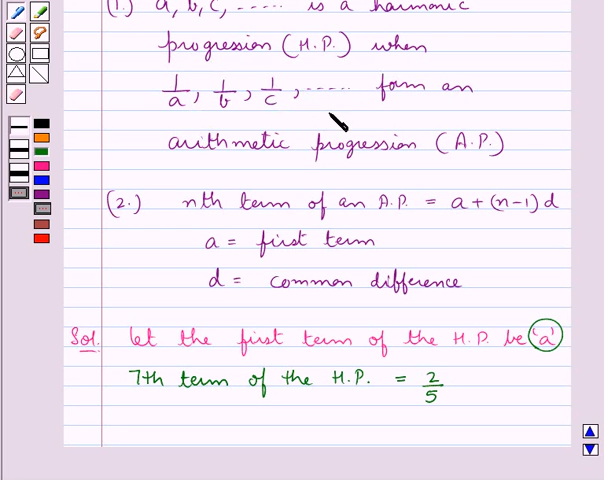 (1.) a, b, c, ...... is a harmonic
progression (H.P.) when
1/a, 1/b, 1/c, ...... form an
arithmetic progression (A.P.)
(2.) nth term of an A.P. = a + (n-1) d
a = first term
d = common difference
Sol. let the first term of the H.P. be 'a'
7th term of the H.P. = 2/5